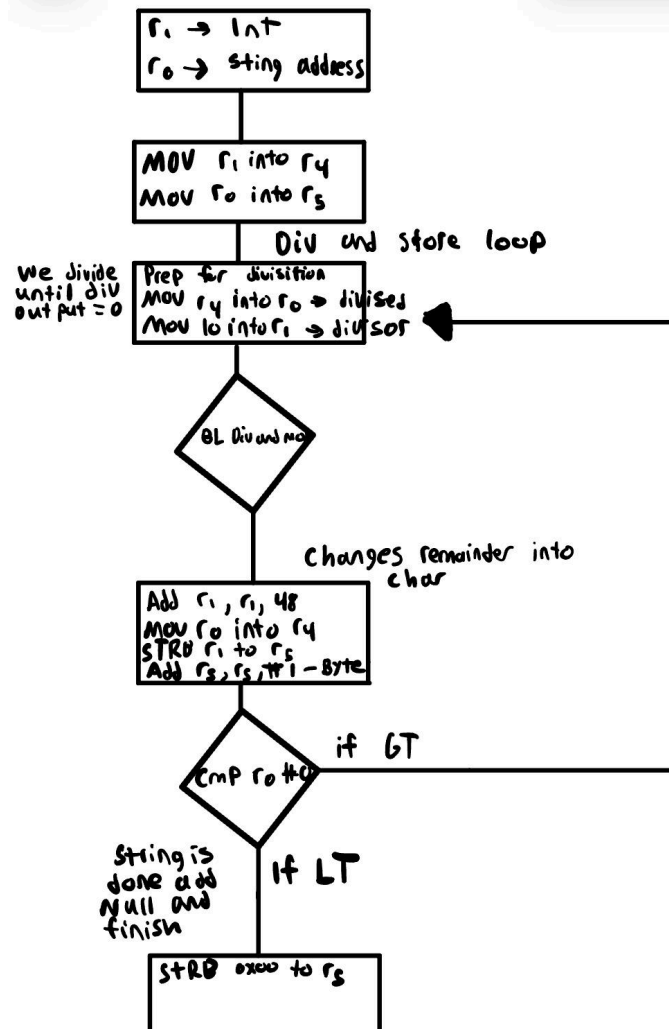 r₁ → Int
r₀ → sting address
MOV r₁ into r4
MOV r₀ into r5
Div and store loop
we divide
until div
out put = 0
Prep for divisition
MOV r4 into r₀ → divised
MOV 10 into r₁ → divisor
BL Div and Mo
Changes remainder into
char
Add r₁, r₁, 48
Mov r₀ into r4
STRB r₁ to r5
Add r5, r5, #1 - Byte
Cmp r₀ #0
if GT
String is
done add
Null and
finish
If LT
STRB 0x00 to r5